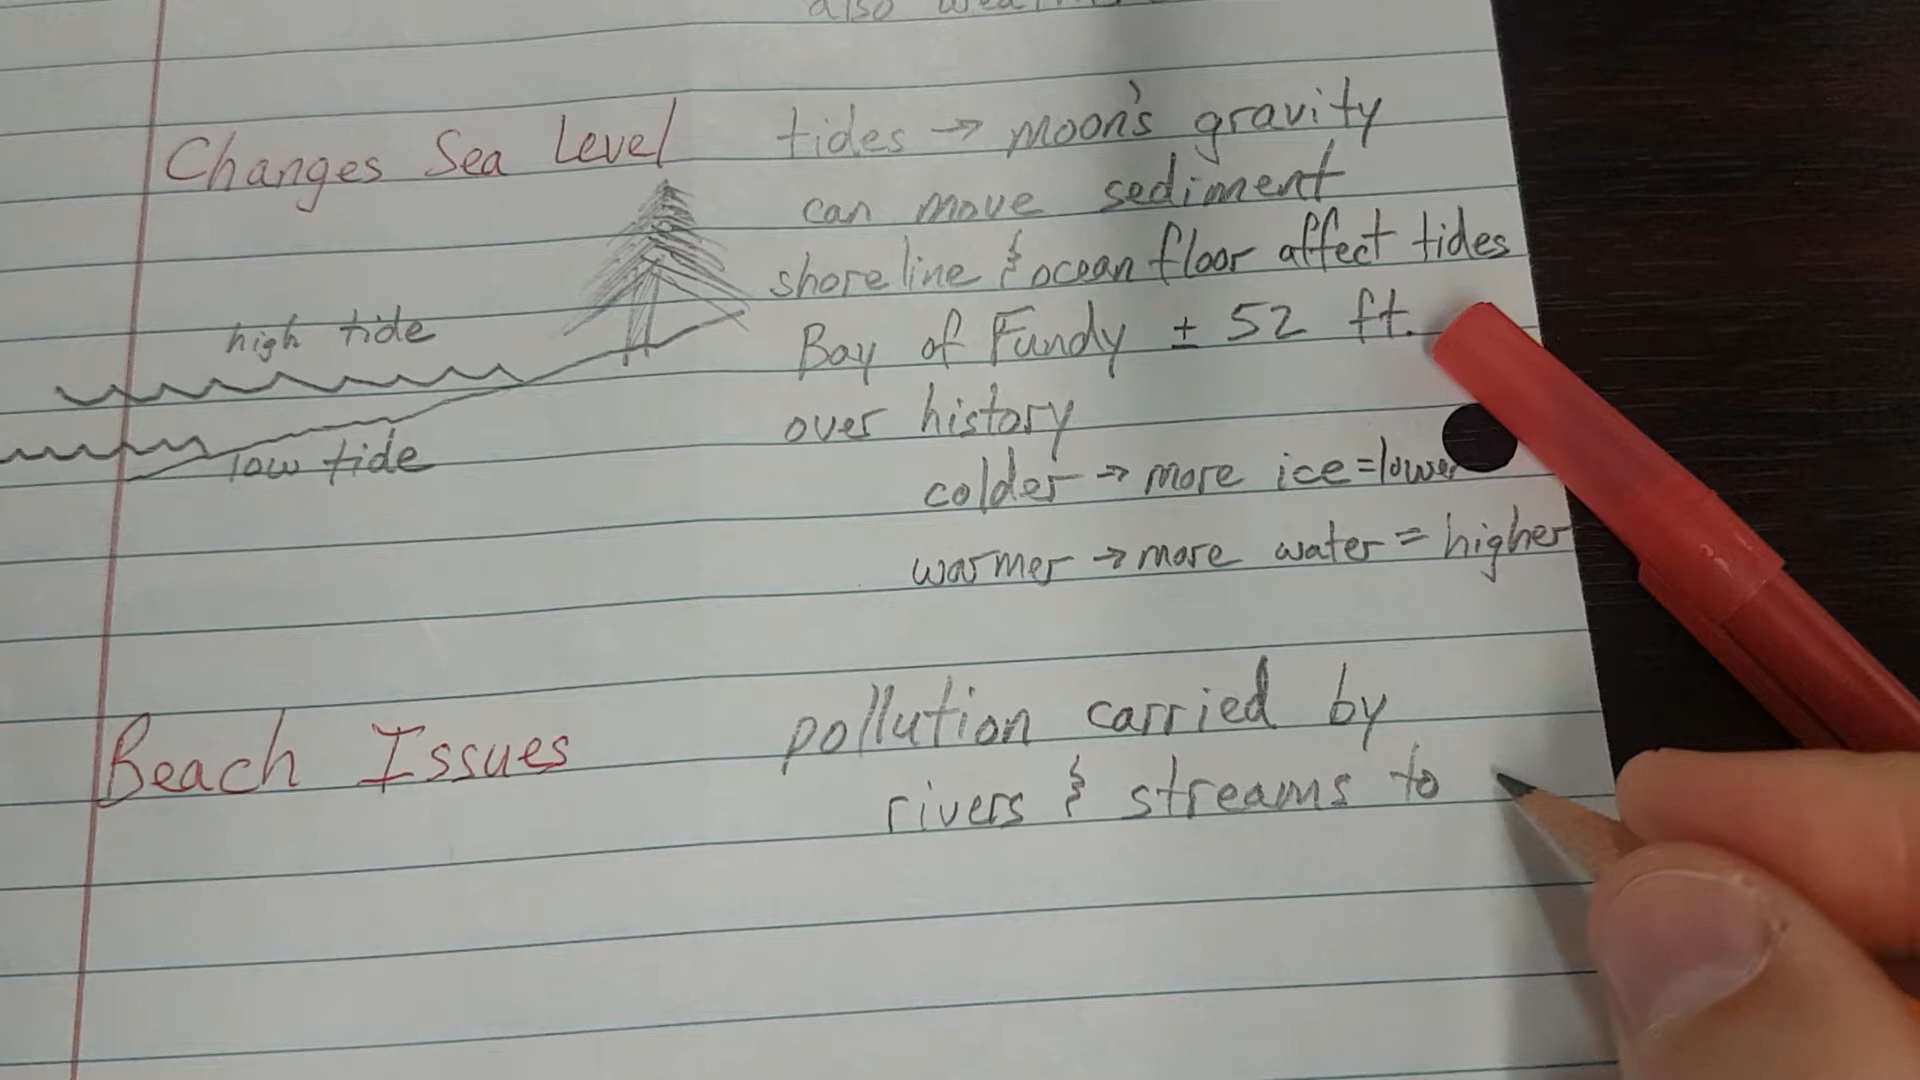 also
Changes Sea Level
high tide
low tide
tides → moon's gravity
can move sediment
shoreline & ocean floor affect tides
Bay of Fundy ± 52 ft.
over history
colder → more ice = lower
warmer → more water = higher
Beach Issues
pollution carried by
rivers & streams to